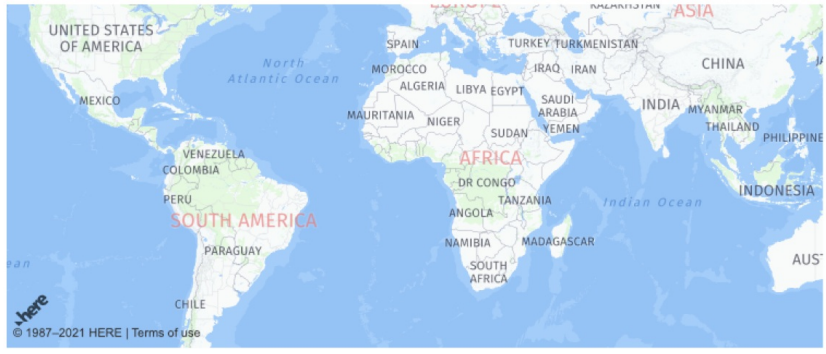 EUROPE
KAZAKHSTAN
ASIA
UNITED STATES
OF AMERICA
SPAIN
TURKEY
TURKMENISTAN
North
Atlantic Ocean
CHINA
MOROCCO
IRAQ
IRAN
ALGERIA
LIBYA
EGYPT
MEXICO
SAUDI
ARABIA
INDIA
MYANMAR
MAURITANIA
NIGER
SUDAN
YEMEN
THAILAND
PHILIPPINE
VENEZUELA
AFRICA
COLOMBIA
DR CONGO
INDONESIA
PERU
TANZANIA
Indian Ocean
SOUTH AMERICA
ANGOLA
NAMIBIA
MADAGASCAR
PARAGUAY
AUST
ean
SOUTH
AFRICA
CHILE
here
© 1987–2021 HERE | Terms of use